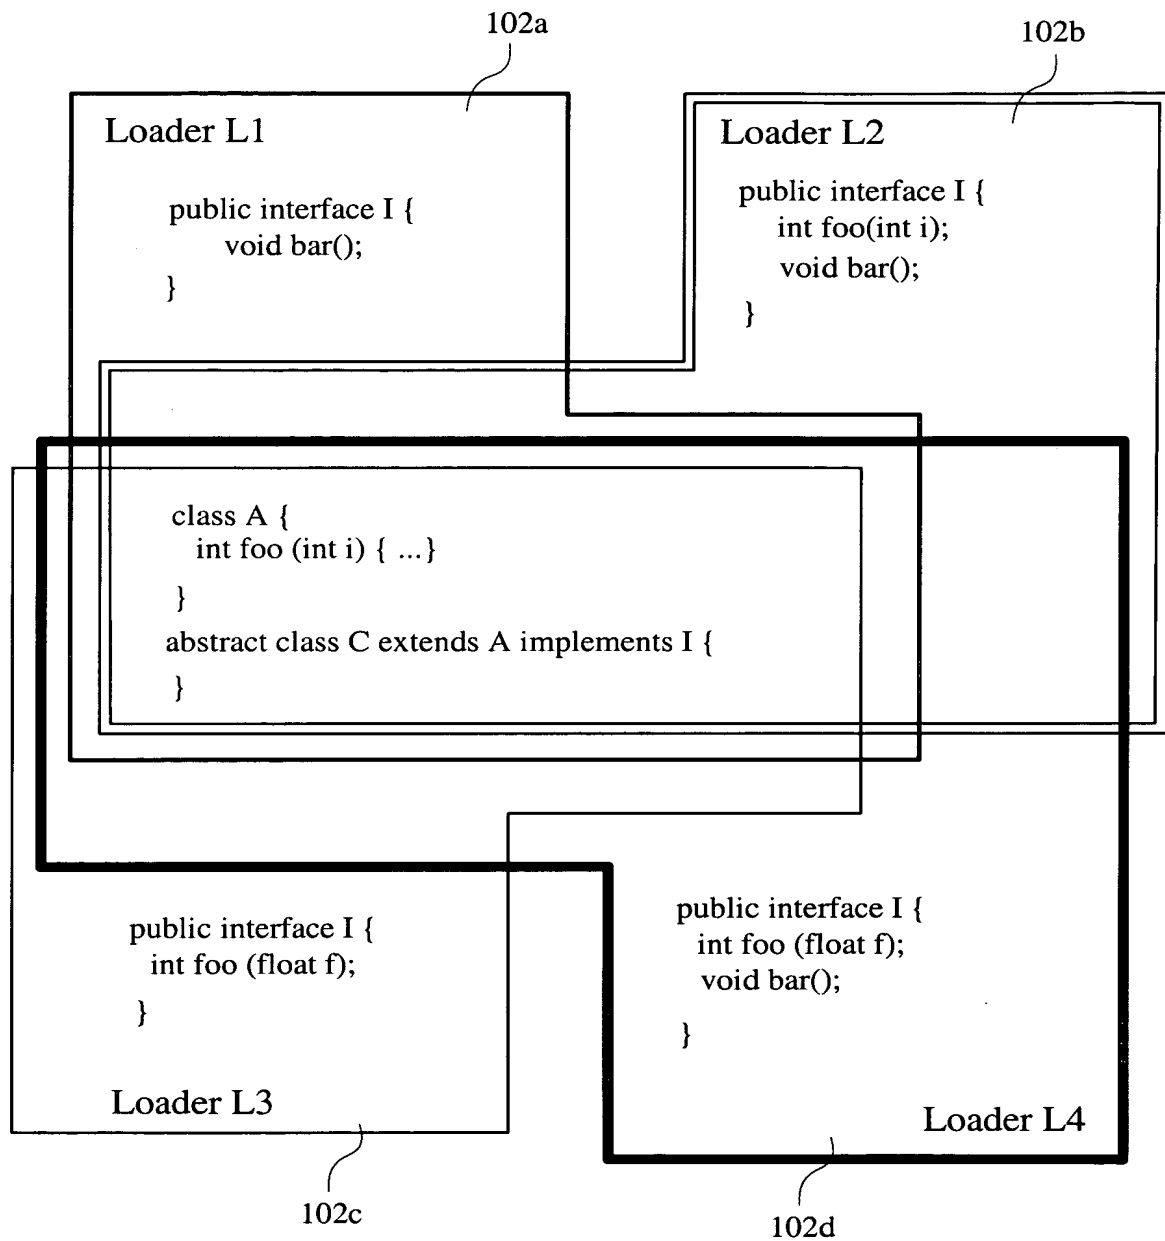 102a
102b
Loader L1
public interface I {
void bar();
}
Loader L2
public interface I {
int foo(int i);
void bar();
}
class A {
int foo (int i) { ...}
}
abstract class C extends A implements I {
}
public interface I {
int foo (float f);
}
Loader L3
public interface I {
int foo (float f);
void bar();
}
Loader L4
102c
102d